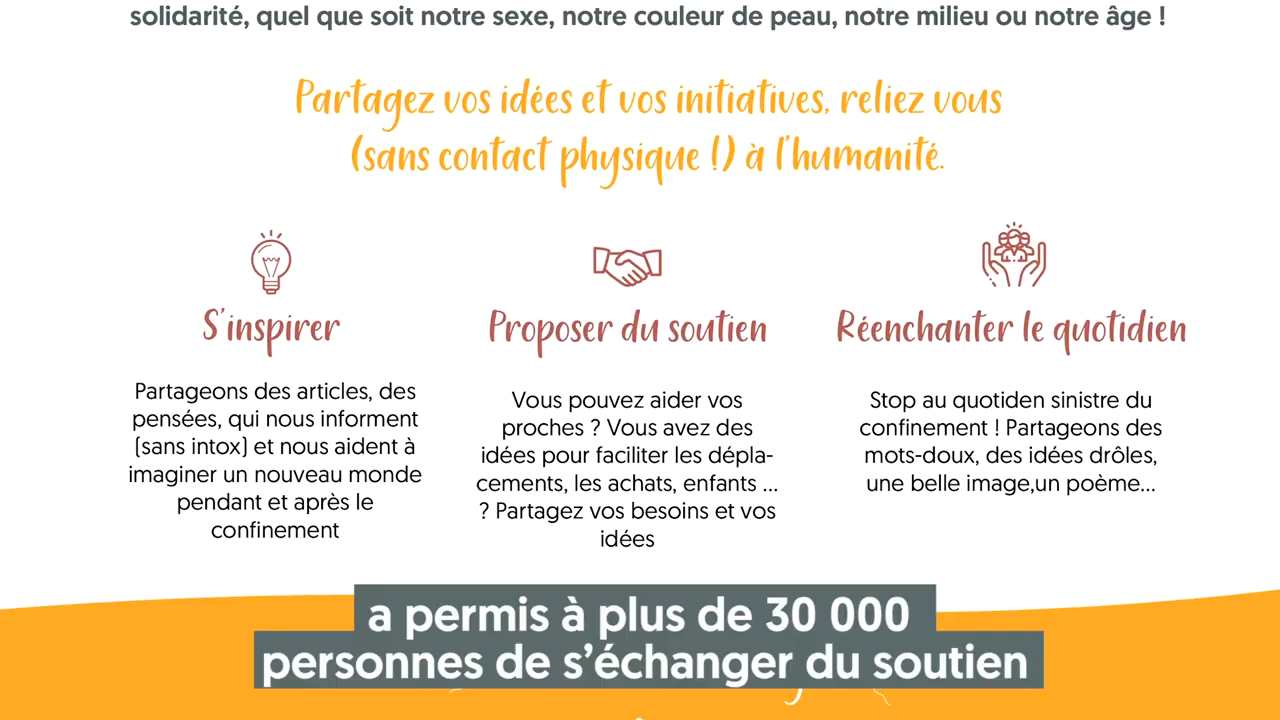 solidarité, quel que soit notre sexe, notre couleur de peau, notre milieu ou notre âge !
Partagez vos idées et vos initiatives, reliez vous
(sans contact physique !) à l'humanité.
S'inspirer
Partageons des articles, des
pensées, qui nous informent
(sans intox) et nous aident à
imaginer un nouveau monde
pendant et après le
confinement
Proposer du soutien
Vous pouvez aider vos
proches ? Vous avez des
idées pour faciliter les dépla-
cements, les achats, enfants ...
? Partagez vos besoins et vos
idées
Réenchanter le quotidien
Stop au quotiden sinistre du
confinement ! Partageons des
mots-doux, des idées drôles,
une belle image,un poème...
a permis à plus de 30 000
personnes de s'échanger du soutien